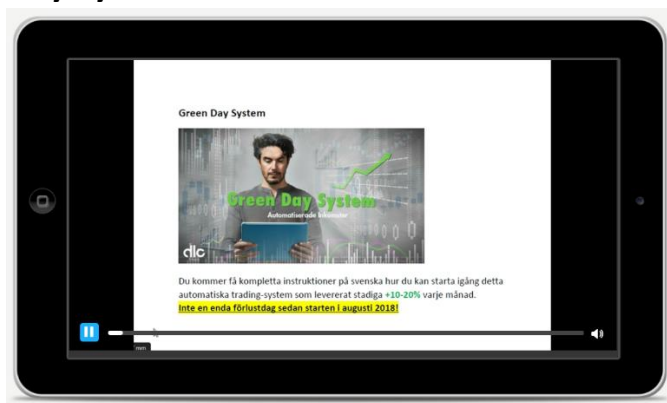 Green Day System
Green Day System
Automatiserade Inkomster
dlc
Du kommer få kompletta instruktioner på svenska hur du kan starta igång detta
automatiska trading-system som levererat stadiga +10-20% varje månad.
Inte en enda förlustdag sedan starten i augusti 2018!